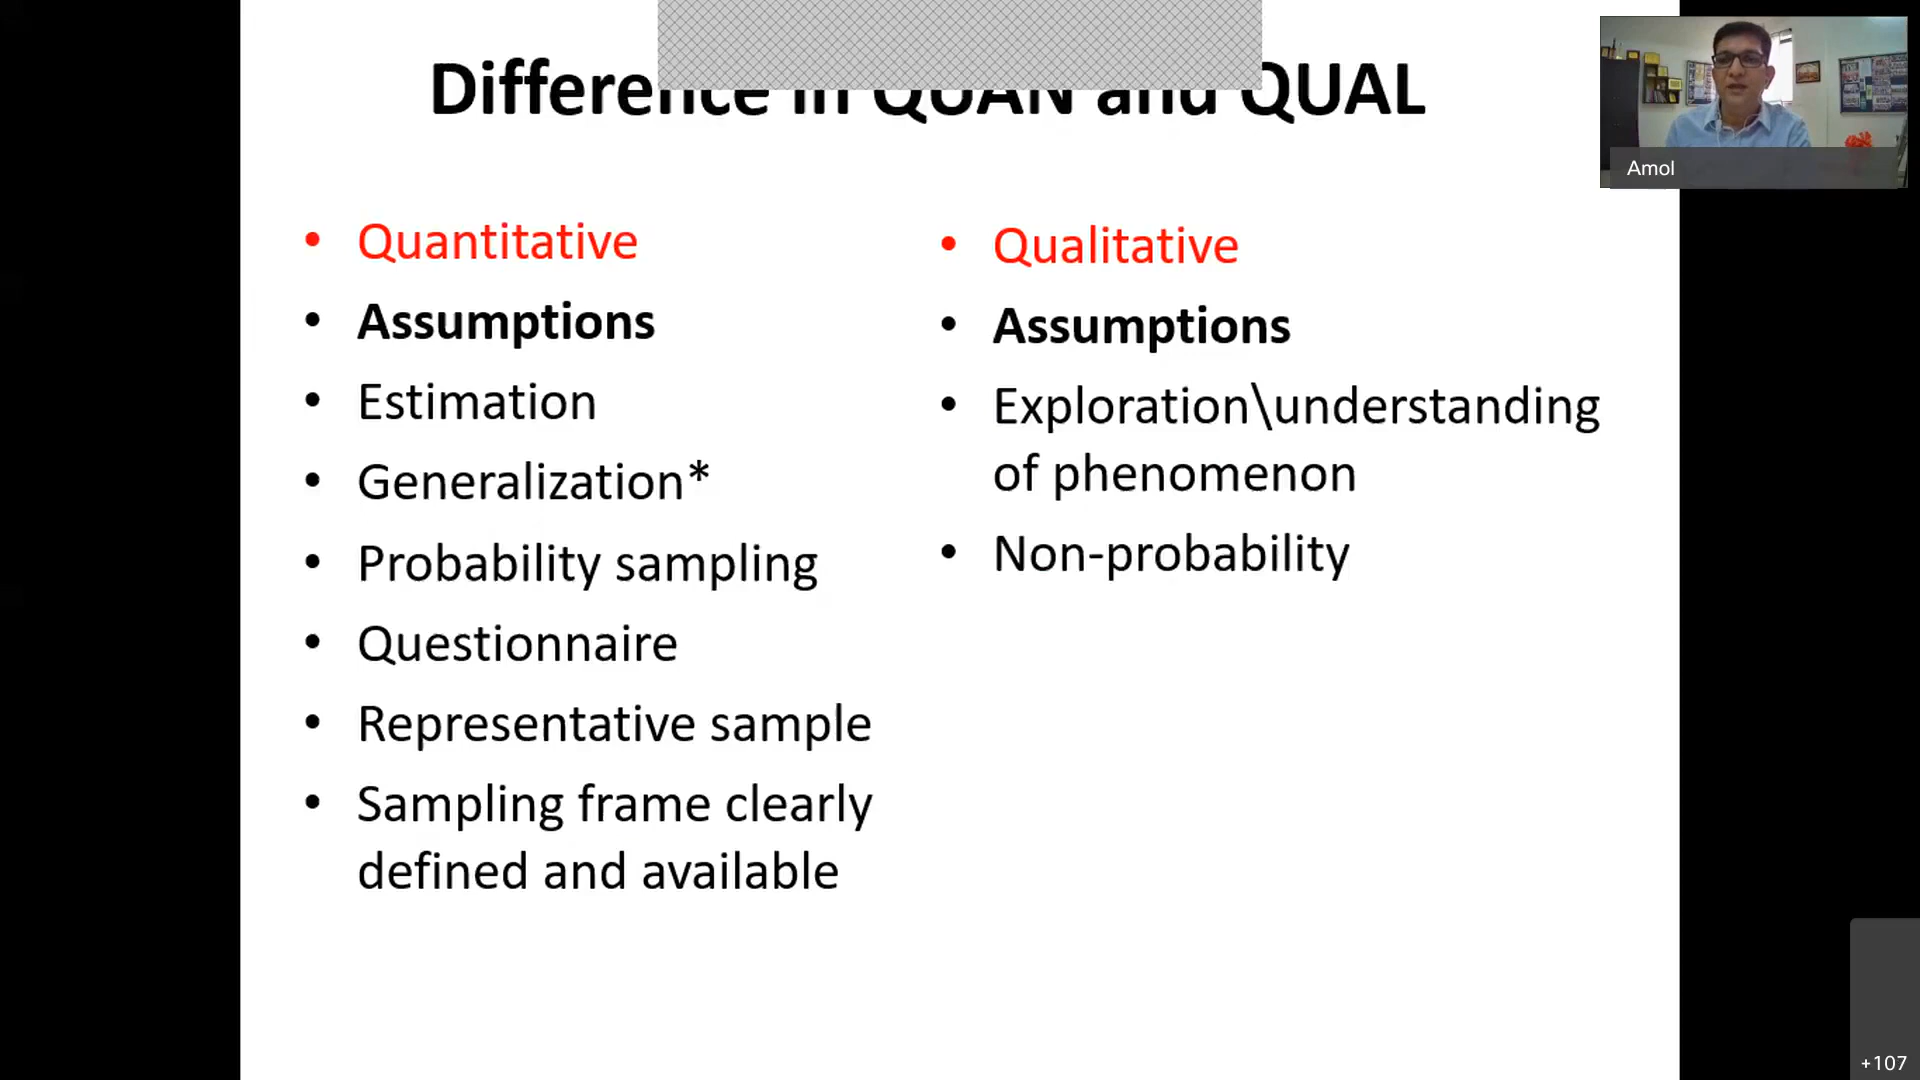 Difference in QUAN and QUAL
Amol
Quantitative
Assumptions
Estimation
Generalization*
Probability sampling
Questionnaire
Representative sample
Sampling frame clearly
defined and available
Qualitative
Assumptions
Exploration\understanding
of phenomenon
Non-probability
+107